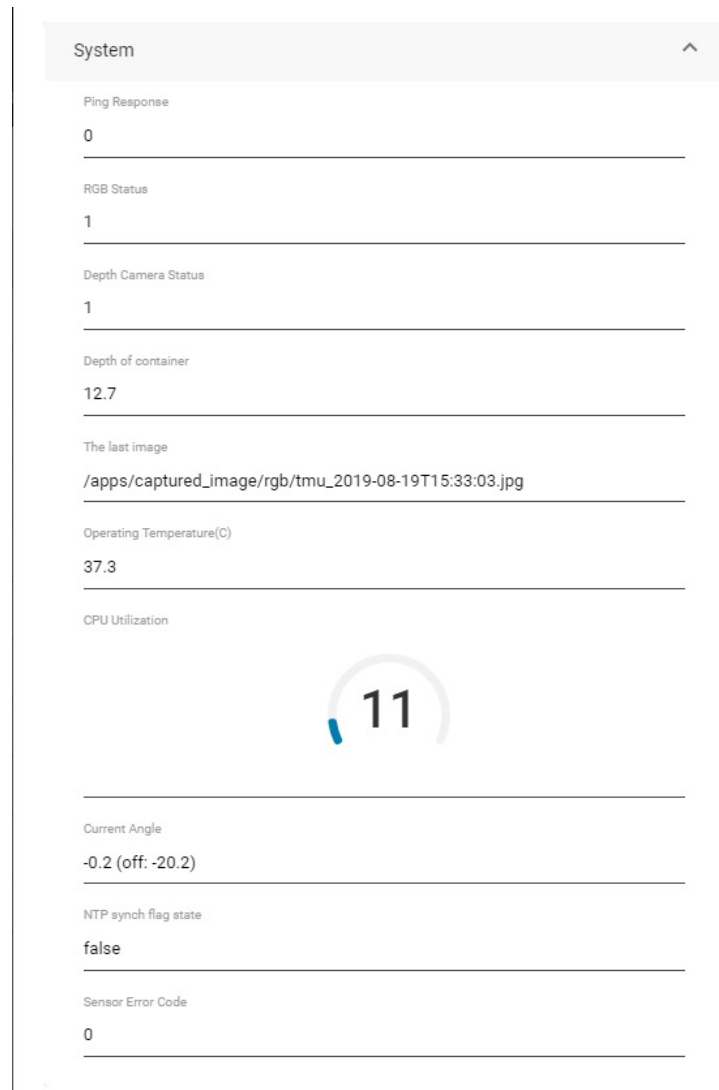 System
Ping Response
0
RGB Status
1
Depth Camera Status
1
Depth of container
12.7
The last image
/apps/captured_image/rgb/tmu_2019-08-19T15:33:03.jpg
Operating Temperature(C)
37.3
CPU Utilization
11
Current Angle
-0.2 (off: -20.2)
NTP synch flag state
false
Sensor Error Code
0